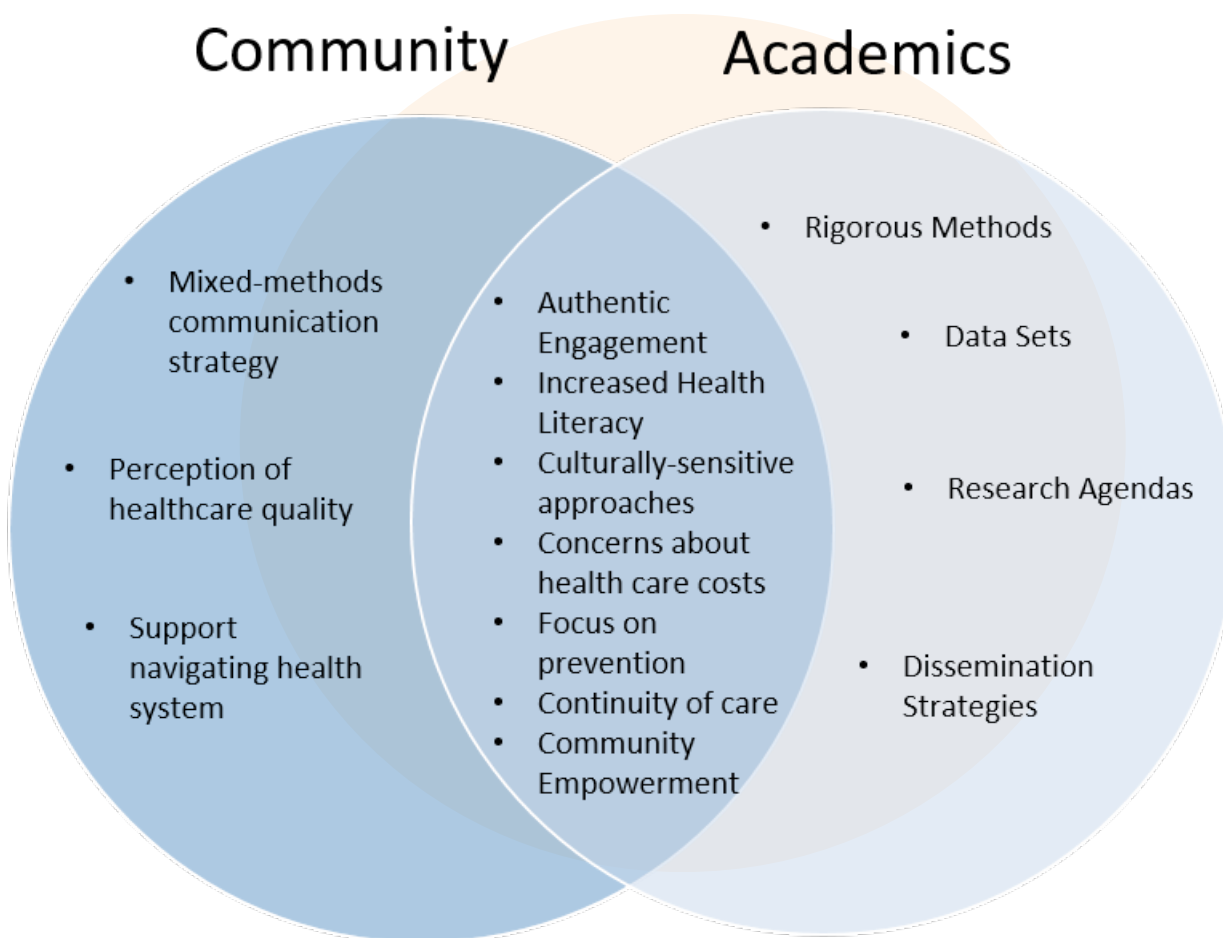 Community
Academics
• Mixed-methods
communication
strategy
• Perception of
healthcare quality
• Support
navigating health
system
• Authentic
Engagement
• Increased Health
Literacy
• Culturally-sensitive
approaches
• Concerns about
health care costs
• Focus on
prevention
• Continuity of care
• Community
Empowerment
• Rigorous Methods
• Data Sets
• Research Agendas
• Dissemination
Strategies